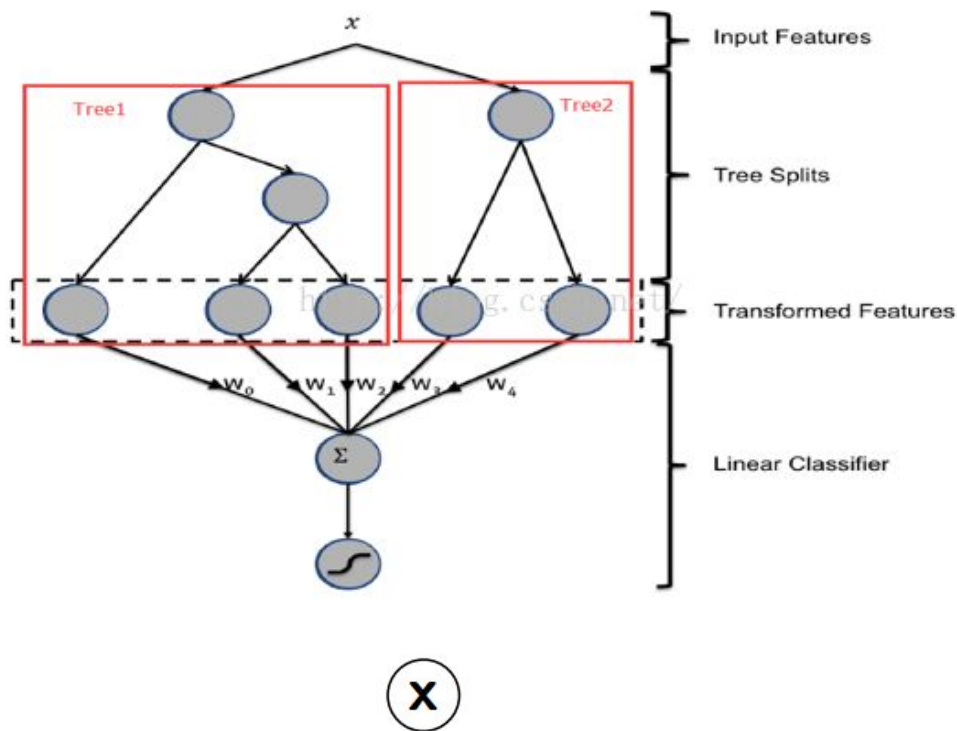 x
Input Features
Tree1
Tree2
Tree Splits
Transformed Features
w₀ w₁ w₂ w₃ w₄
Σ
Linear Classifier
X